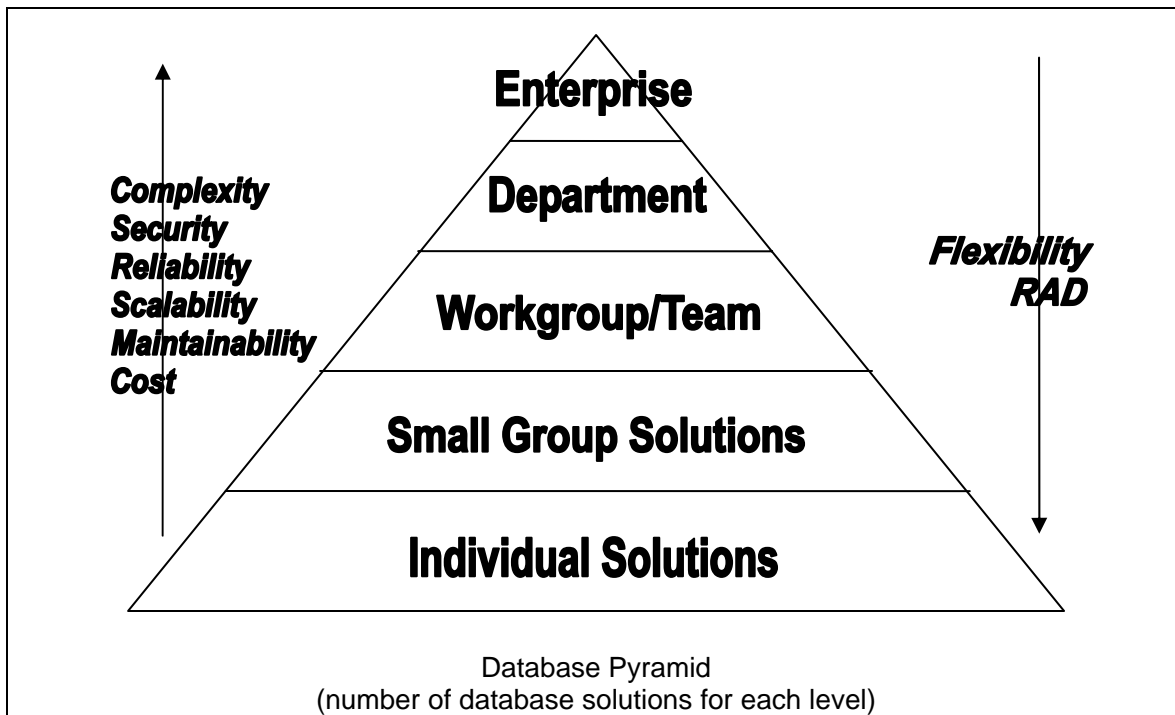 Enterprise
Department
Workgroup/Team
Small Group Solutions
Individual Solutions
Complexity
Security
Reliability
Scalability
Maintainability
Cost
Flexibility
RAD
Database Pyramid
(number of database solutions for each level)